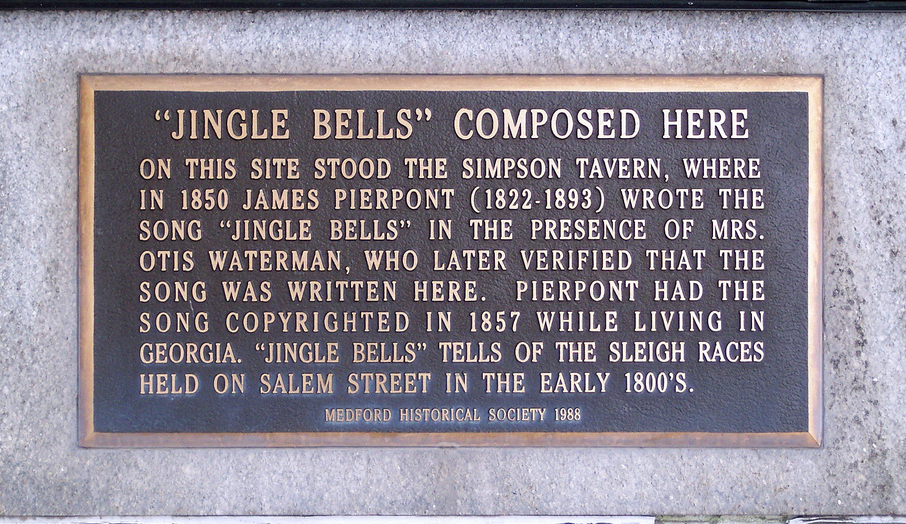 “JINGLE BELLS” COMPOSED HERE
ON THIS SITE STOOD THE SIMPSON TAVERN, WHERE
IN 1850 JAMES PIERPONT (1822-1893) WROTE THE
SONG “JINGLE BELLS” IN THE PRESENCE OF MRS.
OTIS WATERMAN, WHO LATER VERIFIED THAT THE
SONG WAS WRITTEN HERE. PIERPONT HAD THE
SONG COPYRIGHTED IN 1857 WHILE LIVING IN
GEORGIA. “JINGLE BELLS” TELLS OF THE SLEIGH RACES
HELD ON SALEM STREET IN THE EARLY 1800'S.
MEDFORD HISTORICAL SOCIETY 1988